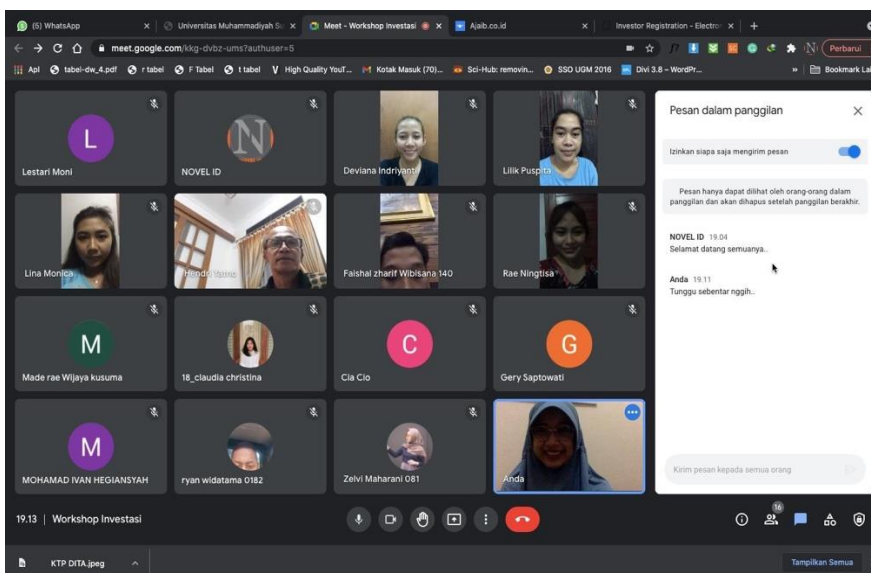 (5) WhatsApp
Universitas Muhammadiyah Su
Meet - Workshop Investasi
Ajaib.co.id
Investor Registration - Electror
meet.google.com/kkg-dvbz-ums?authuser=5
Perbarui
Apl
tabel-dw_4.pdf
r tabel
F Tabel
t tabel
High Quality YouT...
Kotak Masuk (70)...
Sci-Hub: removin...
SSO UGM 2016
Divi 3.8 – WordPr...
Bookmark Lai
L
Lestari Moni
N
NOVEL ID
Deviana Indriyanti
Lilik Puspita
Lina Monica
Faishal zharif Wibisana 140
Rae Ningtisa
M
Made rae Wijaya kusuma
18_claudia christina
C
Cia Cio
G
Gery Saptowati
M
MOHAMAD IVAN HEGIANSYAH
ryan widatama 0182
Zelvi Maharani 081
Anda
Pesan dalam panggilan
Izinkan siapa saja mengirim pesan
Pesan hanya dapat dilihat oleh orang-orang dalam
panggilan dan akan dihapus setelah panggilan berakhir.
NOVEL ID 19.04
Selamat datang semuanya..
Anda 19.11
Tunggu sebentar nggih..
Kirim pesan kepada semua orang
19.13 | Workshop Investasi
16
KTP DITA.jpeg
Tampilkan Semua